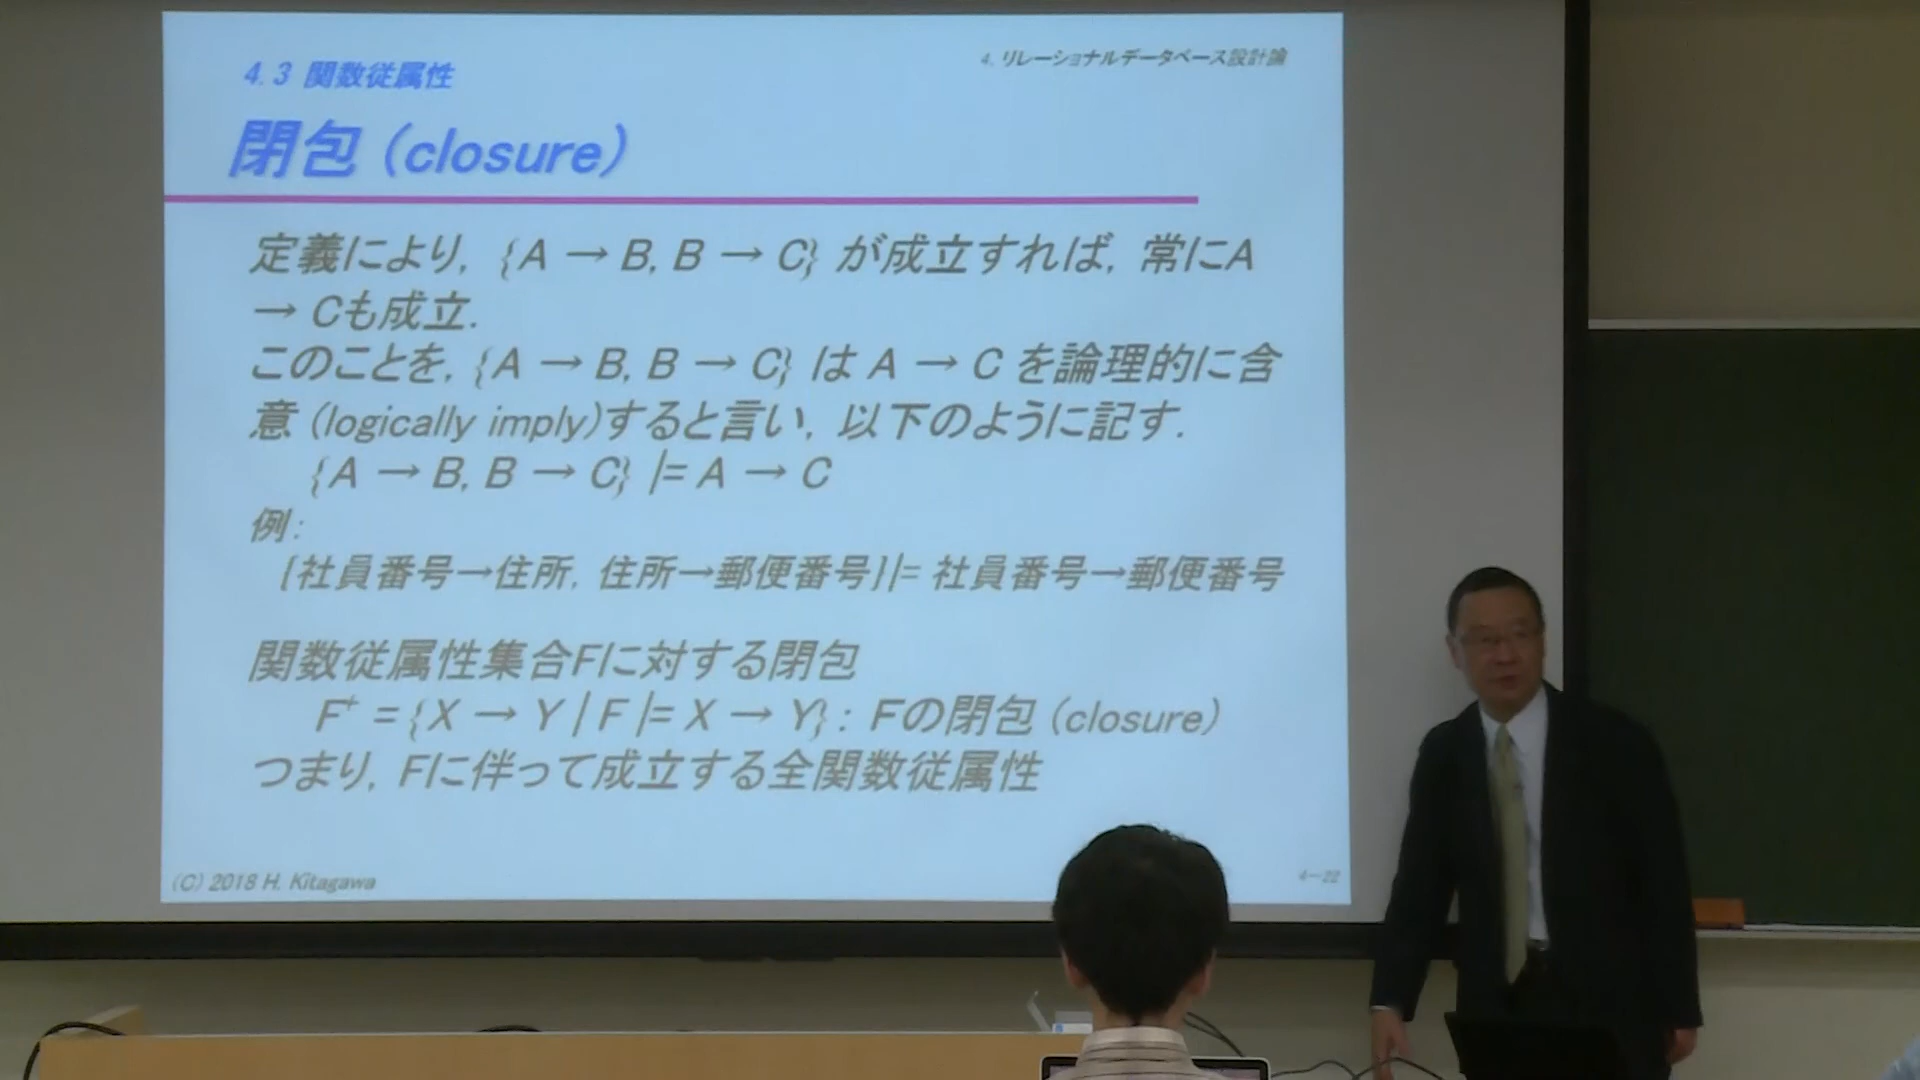 4.3 関数従属性
4. リレーショナルデータベース設計論
閉包 (closure)
定義により, {A → B, B → C} が成立すれば, 常にA
→ Cも成立.
このことを, {A → B, B → C} は A → C を論理的に含
意 (logically imply)すると言い, 以下のように記す.
{A → B, B → C} |= A → C
例:
{社員番号→住所, 住所→郵便番号}|= 社員番号→郵便番号
関数従属性集合Fに対する閉包
F⁺ = {X → Y | F |= X → Y} : Fの閉包 (closure)
つまり, Fに伴って成立する全関数従属性
(C) 2018 H. Kitagawa
4-22